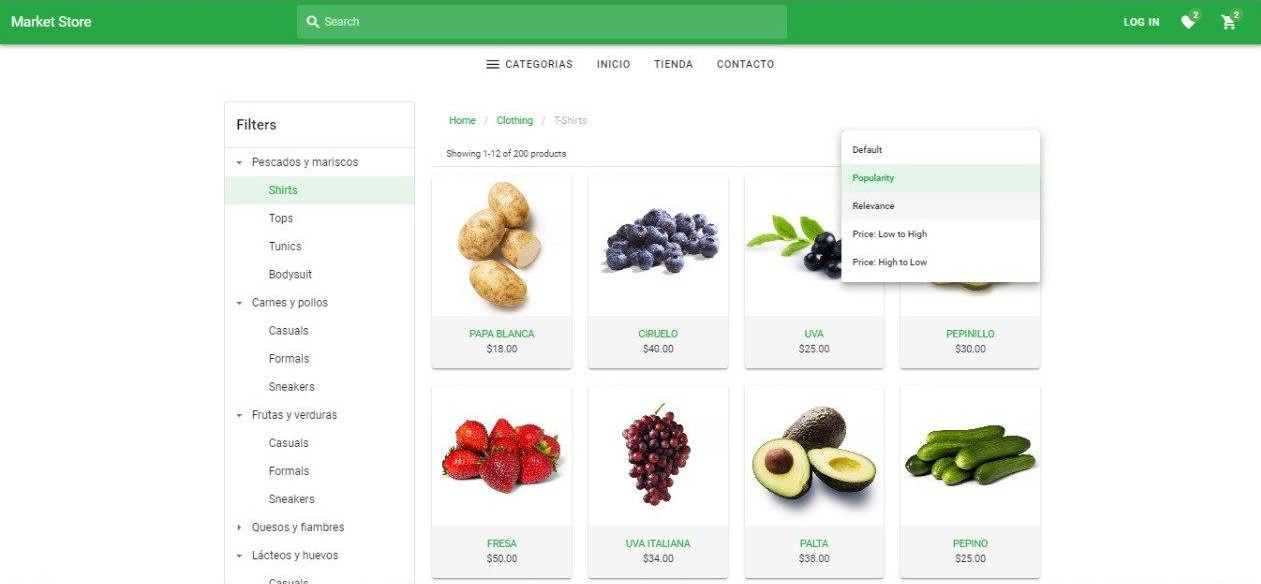 Market Store
Search
LOG IN
2
2
CATEGORIAS INICIO TIENDA CONTACTO
Filters
Pescados y mariscos
Shirts
Tops
Tunics
Bodysuit
Carnes y pollos
Casuals
Formals
Sneakers
Frutas y verduras
Casuals
Formals
Sneakers
Quesos y fiambres
Lácteos y huevos
Casuals
Home / Clothing / T-Shirts
Showing 1-12 of 200 products
Default
Popularity
Relevance
Price: Low to High
Price: High to Low
PAPA BLANCA
$18.00
CIRUELO
$40.00
UVA
$25.00
PEPINILLO
$30.00
FRESA
$50.00
UVA ITALIANA
$34.00
PALTA
$38.00
PEPINO
$25.00